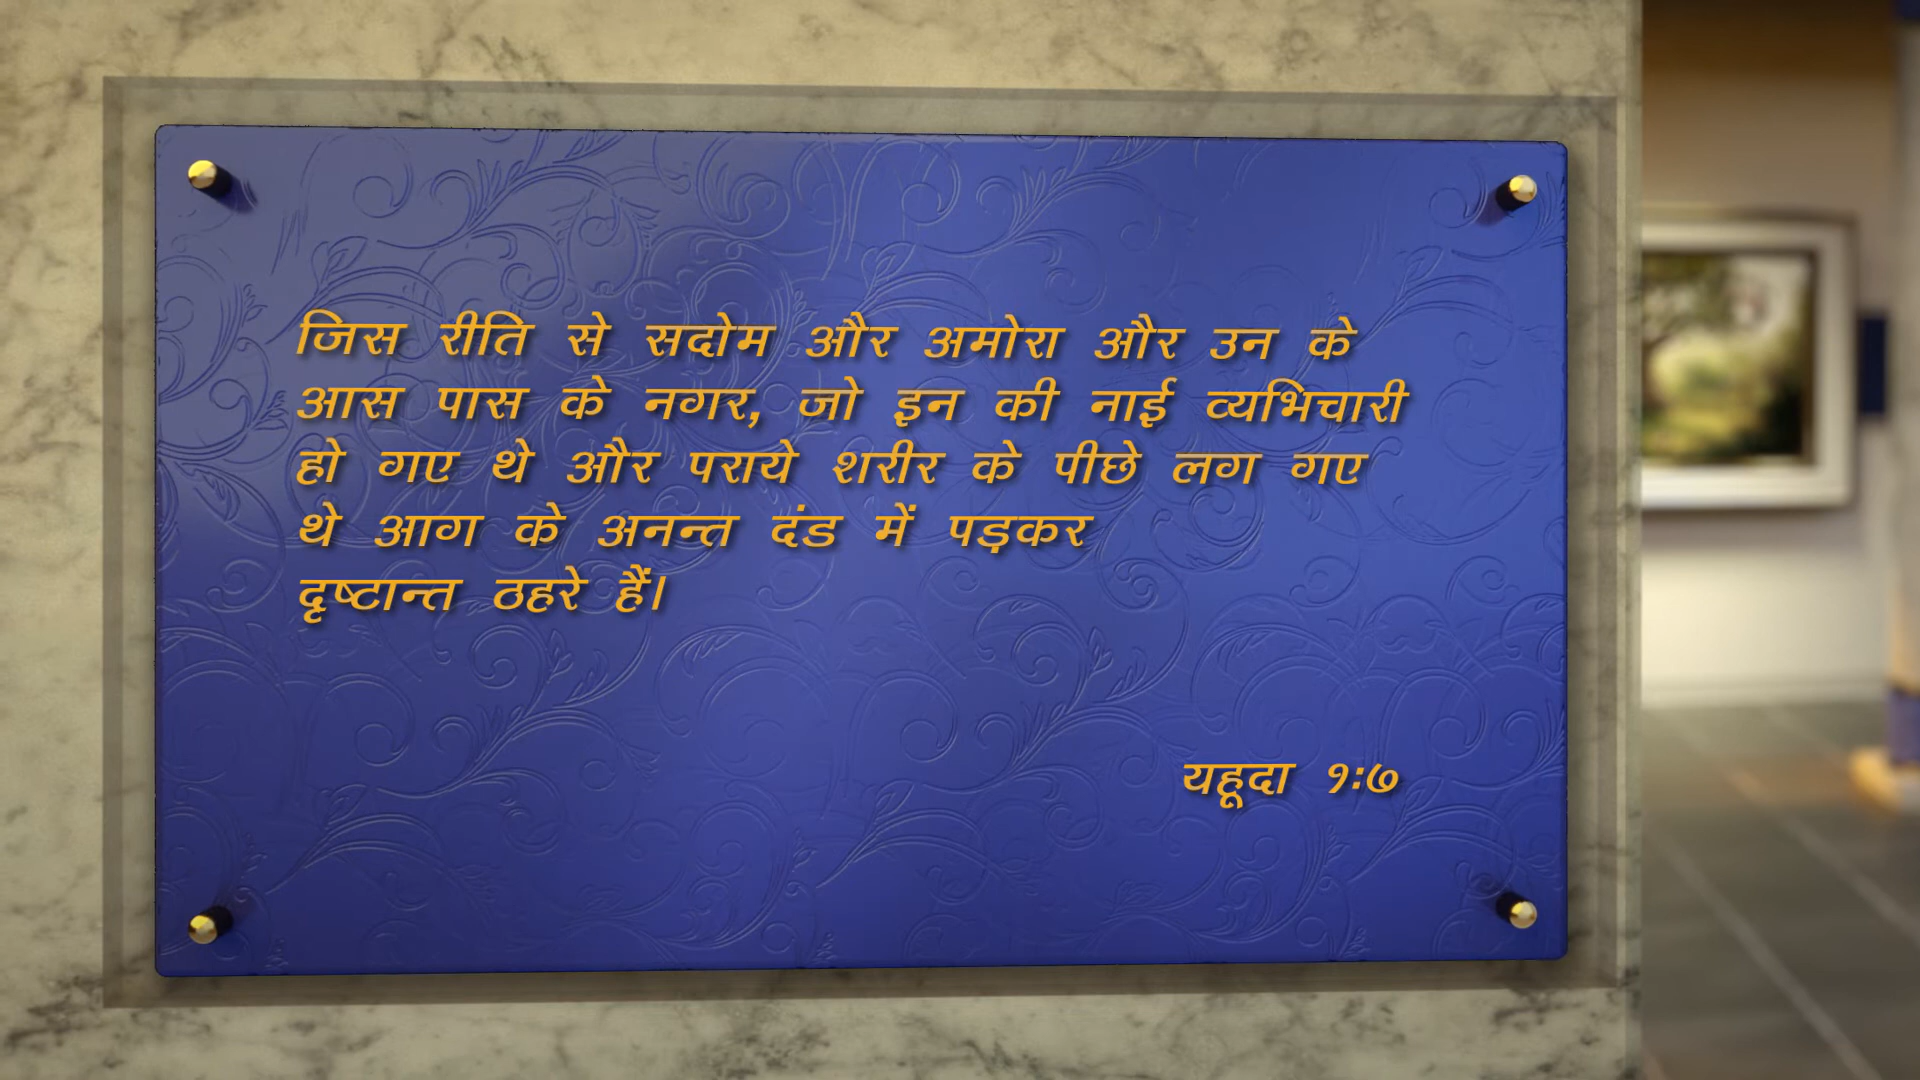 जिस रीति से सदोम और अमोरा और उन के
आस पास के नगर, जो इन की नाई व्यभिचारी
हो गए थे और पराये शरीर के पीछे लग गए
थे आग के अनन्त दंड में पड़कर
दृष्टान्त ठहरे हैं।
यहूदा १:७